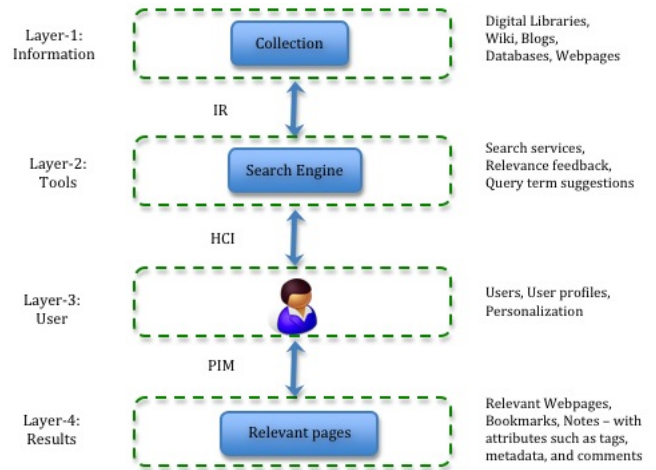 Layer-1:
Information
Collection
Digital Libraries,
Wiki, Blogs,
Databases, Webpages
IR
Layer-2:
Tools
Search Engine
Search services,
Relevance feedback,
Query term suggestions
HCI
Layer-3:
User
Users, User profiles,
Personalization
PIM
Layer-4:
Results
Relevant pages
Relevant Webpages,
Bookmarks, Notes – with
attributes such as tags,
metadata, and comments